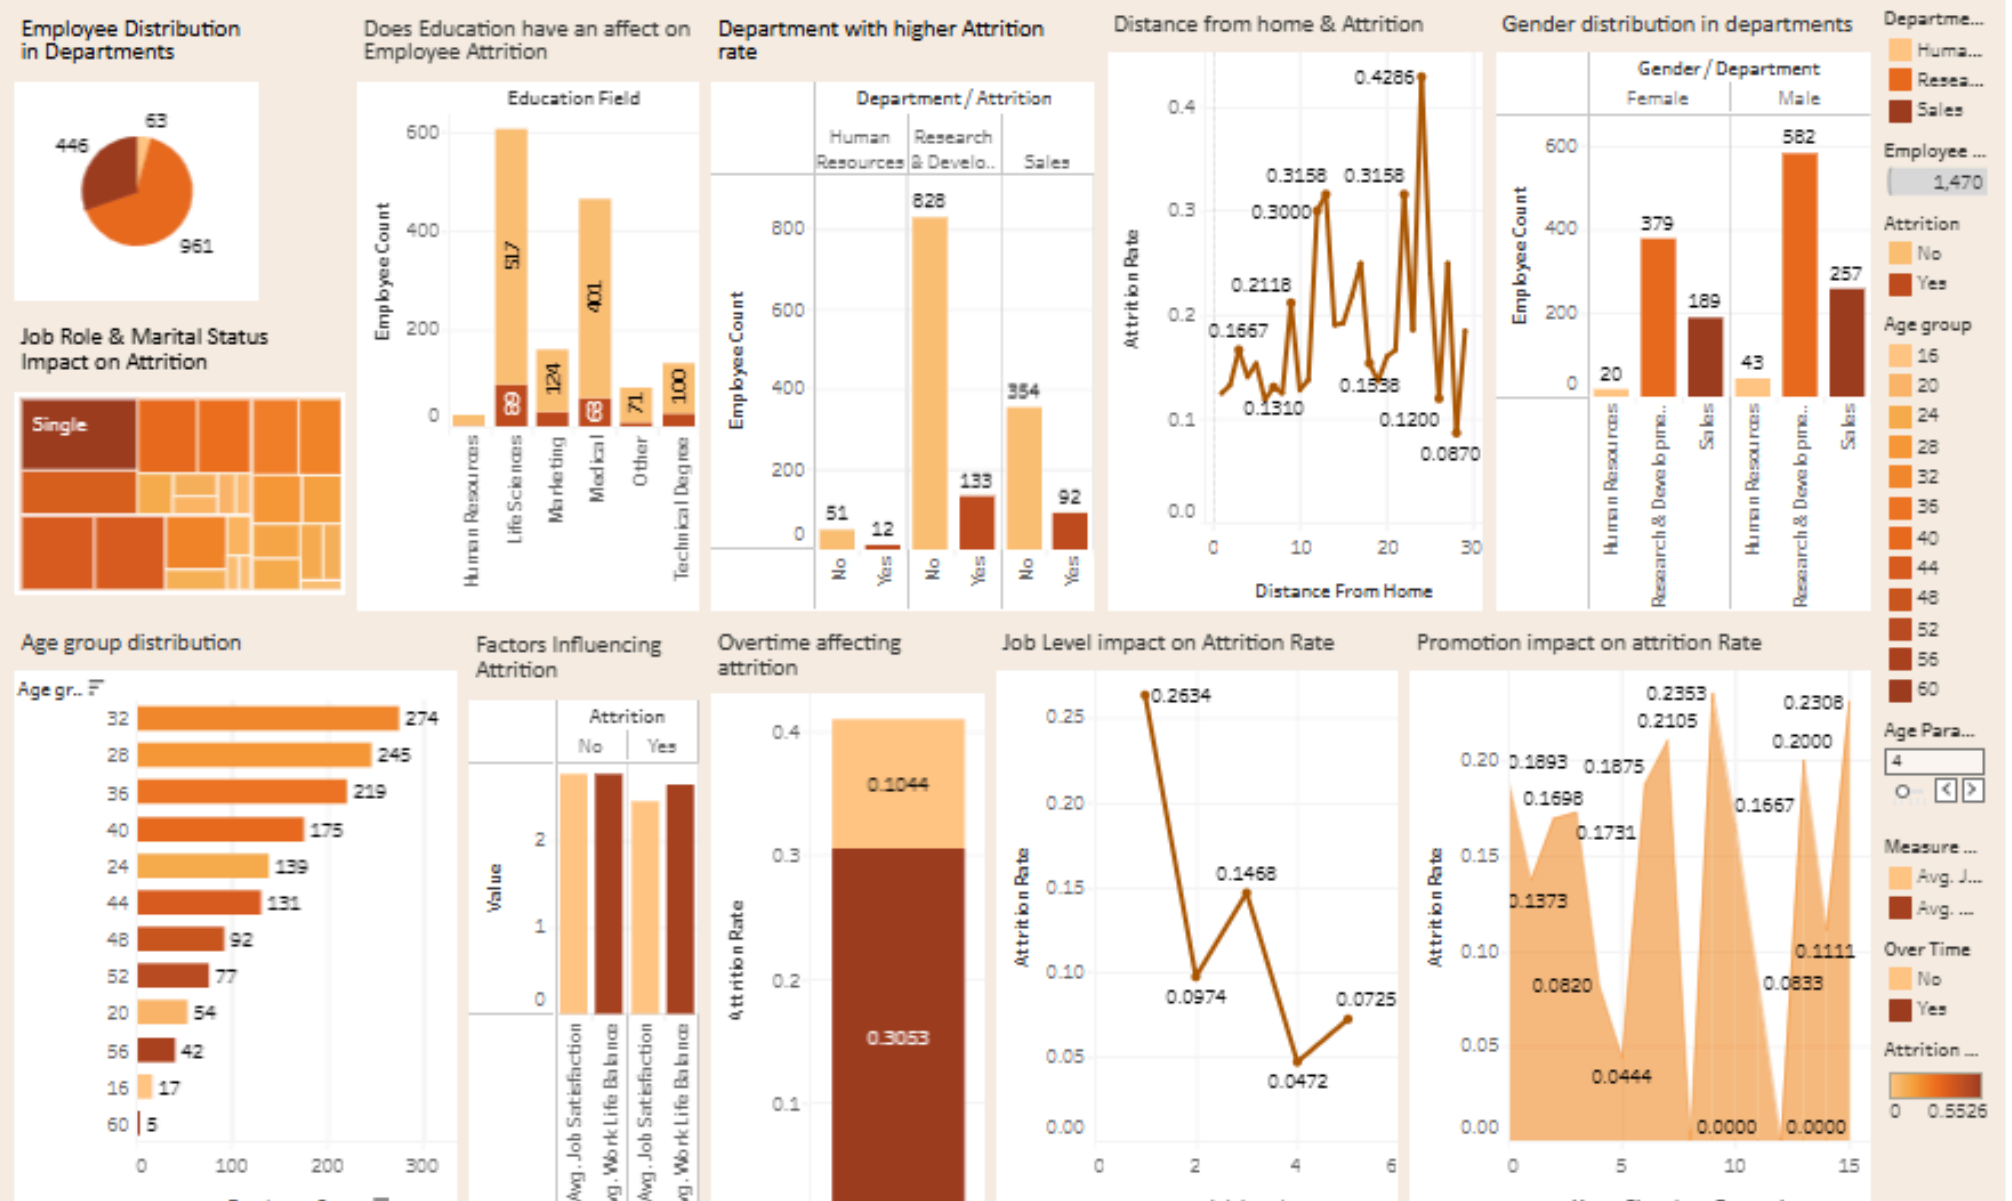 Employee Distribution
in Departments
63
446
961
Job Role & Marital Status
Impact on Attrition
Single
Does Education have an affect on
Employee Attrition
Education Field
Employee Count
600
400
200
0
517
89
124
401
63
71
100
Human Resources
Life Sciences
Marketing
Medical
Other
Technical Degree
Department with higher Attrition
rate
Department / Attrition
Human
Resources
Research
& Develo..
Sales
Employee Count
800
600
400
200
0
51
12
828
133
354
92
No
Yes
No
Yes
No
Yes
Distance from home & Attrition
Attrition Rate
0.4
0.3
0.2
0.1
0.0
0.4286
0.3158
0.3158
0.3000
0.2118
0.1667
0.1538
0.1310
0.1200
0.0870
0
10
20
30
Distance From Home
Gender distribution in departments
Gender / Department
Female
Male
Employee Count
600
400
200
0
20
379
189
43
582
257
Human Resources
Research & Developme..
Sales
Human Resources
Research & Developme..
Sales
Departme...
Huma...
Resea...
Sales
Employee ...
1,470
Attrition
No
Yes
Age group
16
20
24
28
32
36
40
44
48
52
56
60
Age Para...
4
Measure ...
Avg. J...
Avg. ...
Over Time
No
Yes
Attrition ...
0
0.5526
Age group distribution
Age gr..
32
274
28
245
36
219
40
175
24
139
44
131
48
92
52
77
20
54
56
42
16
17
60
5
0
100
200
300
Factors Influencing
Attrition
Attrition
No
Yes
Value
2
1
0
Avg. Job Satisfaction
vg. Work Life Balance
Avg. Job Satisfaction
vg. Work Life Balance
Overtime affecting
attrition
Attrition Rate
0.4
0.3
0.2
0.1
0.1044
0.3053
Job Level impact on Attrition Rate
Attrition Rate
0.25
0.20
0.15
0.10
0.05
0.00
0.2634
0.0974
0.1468
0.0472
0.0725
0
2
4
6
Promotion impact on attrition Rate
Attrition Rate
0.20
0.15
0.10
0.05
0.00
0.1893
0.1373
0.1698
0.1731
0.0820
0.0444
0.1875
0.2105
0.2353
0.1667
0.0833
0.0000
0.0000
0.2000
0.1111
0.2308
0
5
10
15